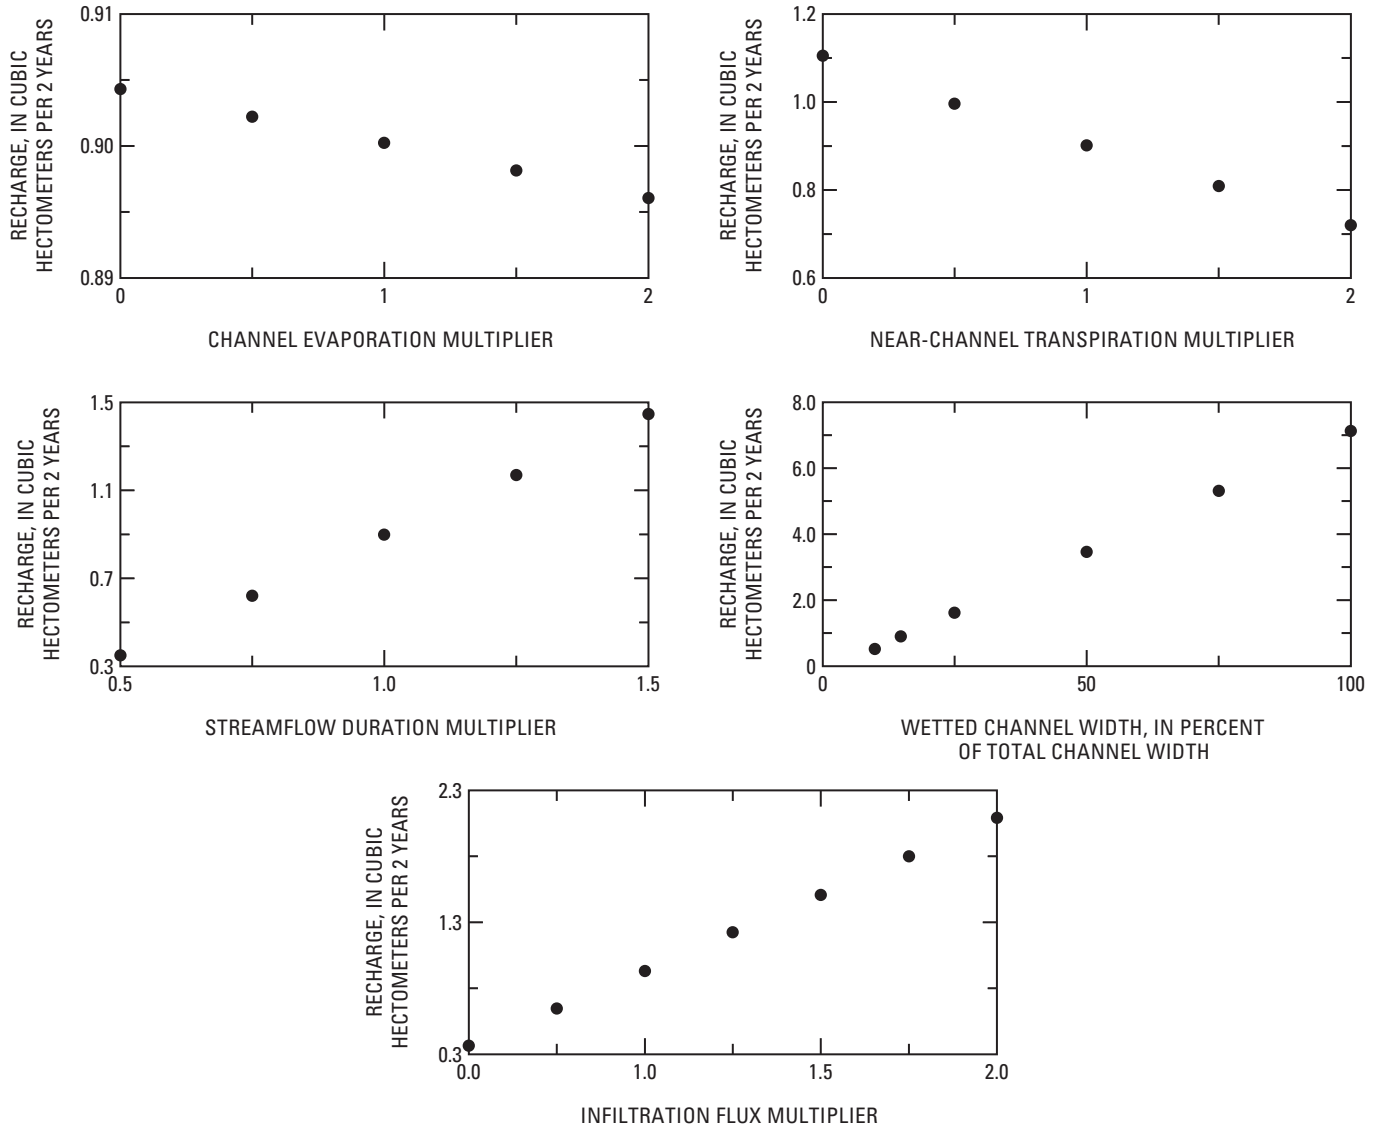 RECHARGE, IN CUBIC
HECTOMETERS PER 2 YEARS
0.91
0.90
0.89
0
1
2
CHANNEL EVAPORATION MULTIPLIER
RECHARGE, IN CUBIC
HECTOMETERS PER 2 YEARS
1.2
1.0
0.8
0.6
0
1
2
NEAR-CHANNEL TRANSPIRATION MULTIPLIER
RECHARGE, IN CUBIC
HECTOMETERS PER 2 YEARS
1.5
1.1
0.7
0.3
0.5
1.0
1.5
STREAMFLOW DURATION MULTIPLIER
RECHARGE, IN CUBIC
HECTOMETERS PER 2 YEARS
8.0
6.0
4.0
2.0
0
0
50
100
WETTED CHANNEL WIDTH, IN PERCENT
OF TOTAL CHANNEL WIDTH
RECHARGE, IN CUBIC
HECTOMETERS PER 2 YEARS
2.3
1.3
0.3
0.0
1.0
1.5
2.0
INFILTRATION FLUX MULTIPLIER